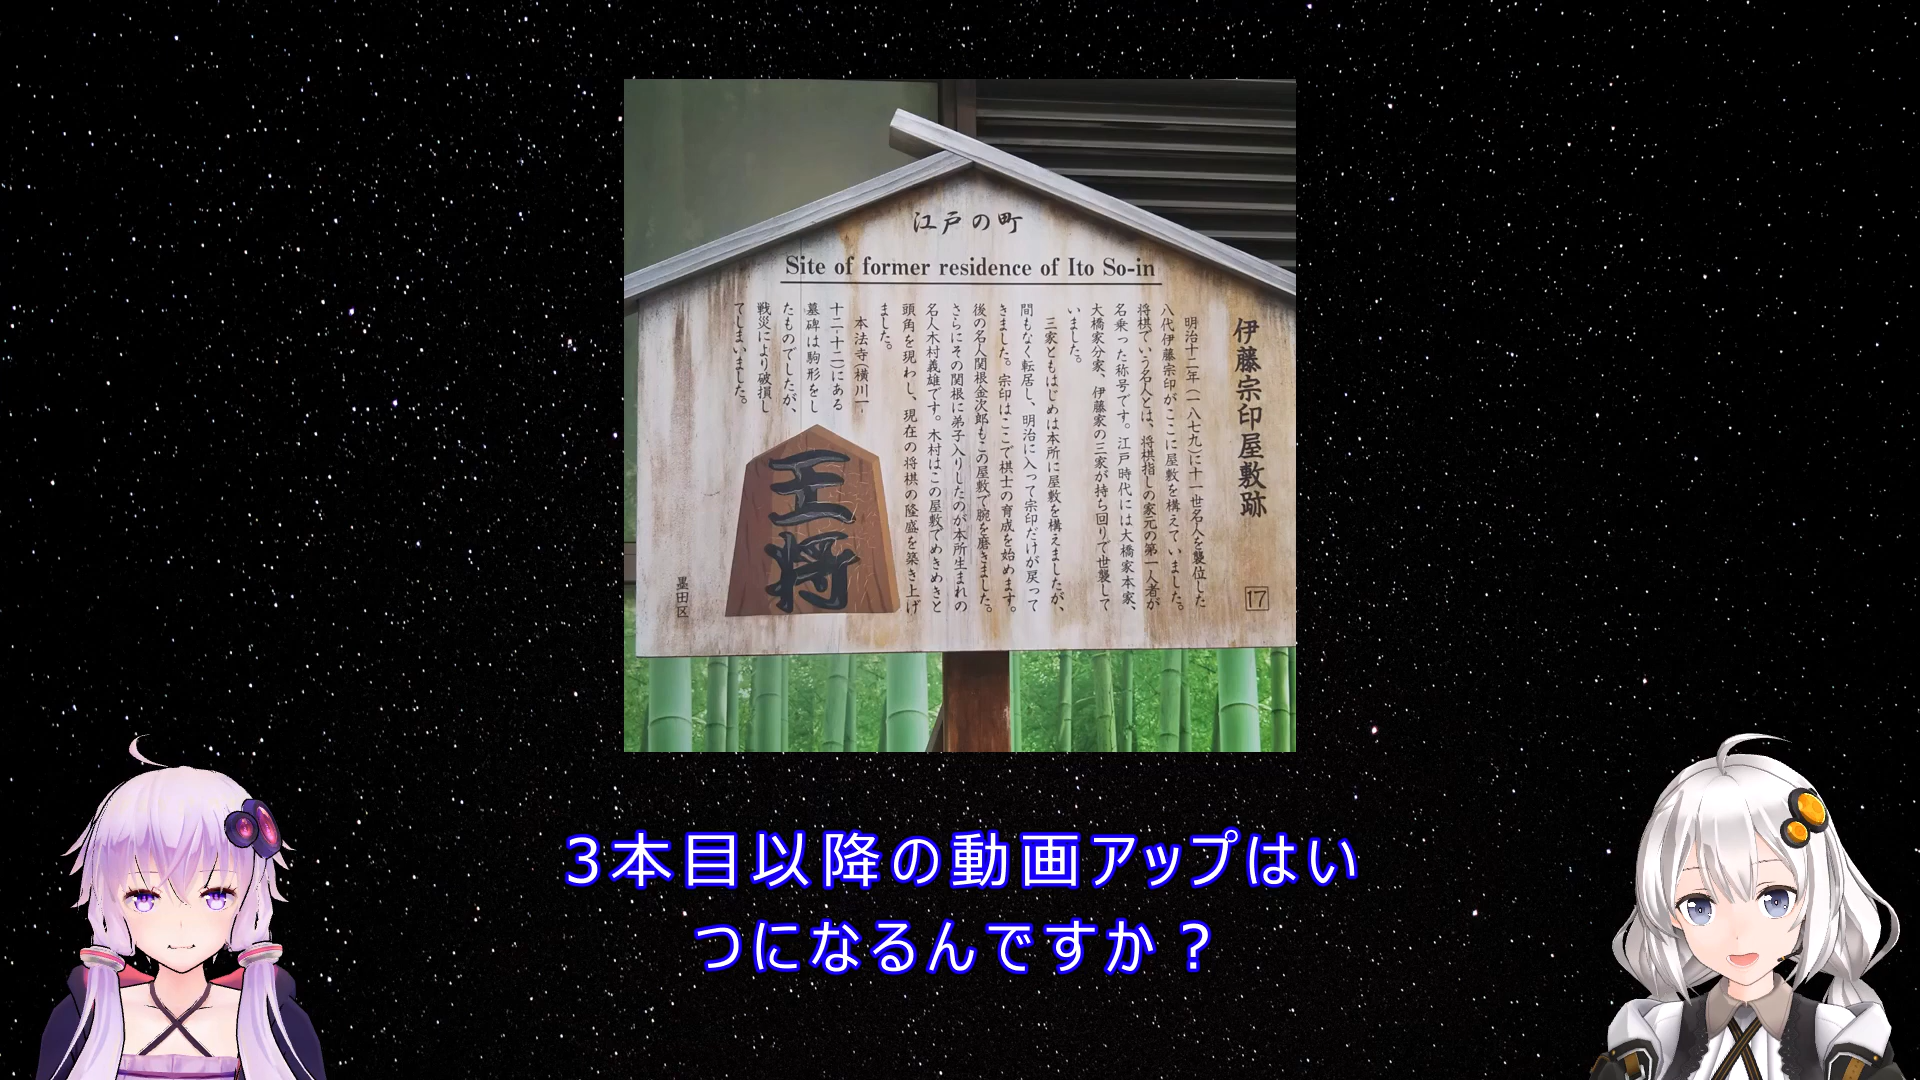 江戸の町
Site of former residence of Ito So-in
伊藤宗印屋敷跡
17
明治十二年(一八七九)に十一世名人を襲位した
八代伊藤宗印がここに屋敷を構えていました。
将棋でいう名人とは、将棋指しの家元の第一人者が
名乗った称号です。江戸時代には大橋家本家、
大橋家分家、伊藤家の三家が持ち回りで世襲して
いました。
三家ともはじめは本所に屋敷を構えましたが、
間もなく転居し、明治に入って宗印だけが戻って
きました。宗印はここで棋士の育成を始めます。
後の名人関根金次郎もこの屋敷で腕を磨きました。
さらにその関根に弟子入りしたのが本所生まれの
名人木村義雄です。木村はこの屋敷でめきめきと
頭角を現わし、現在の将棋の隆盛を築き上げ
ました。
本法寺(横川一-
十二-十二)にある
墓碑は駒形をし
たものでしたが、
戦災により破損し
てしまいました。
王将
墨田区
3本目以降の動画アップはい
つになるんですか？